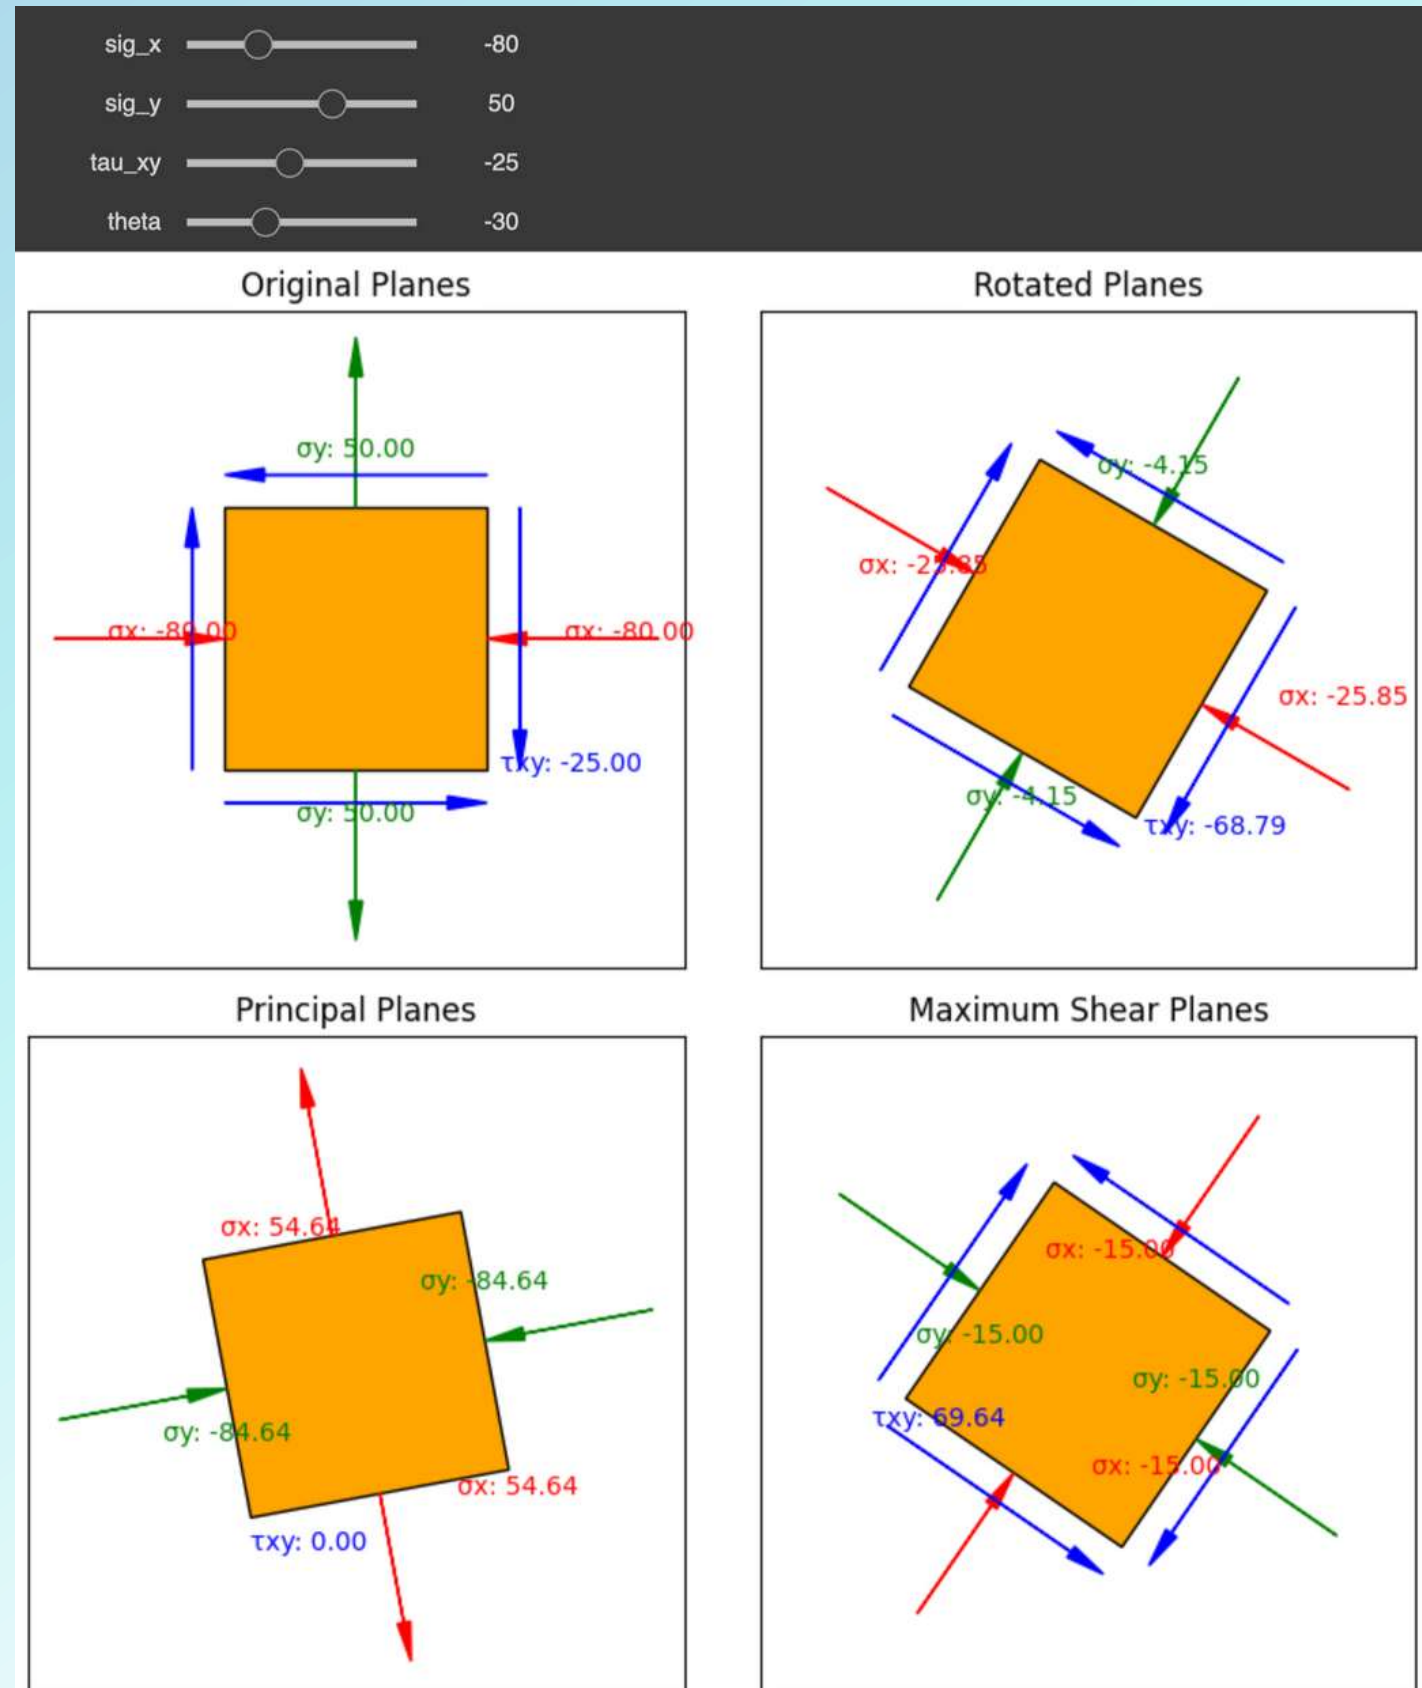 sig_x -80
sig_y 50
tau_xy -25
theta -30
Original Planes
σy: 50.00
σx: -80.00
σx: -80.00
τxy: -25.00
σy: 50.00
Rotated Planes
σy: -4.15
σx: -25.85
σx: -25.85
σy: -4.15
τxy: -68.79
Principal Planes
σx: 54.64
σy: -84.64
σy: -84.64
σx: 54.64
τxy: 0.00
Maximum Shear Planes
σx: -15.00
σy: -15.00
σy: -15.00
τxy: 69.64
σx: -15.00